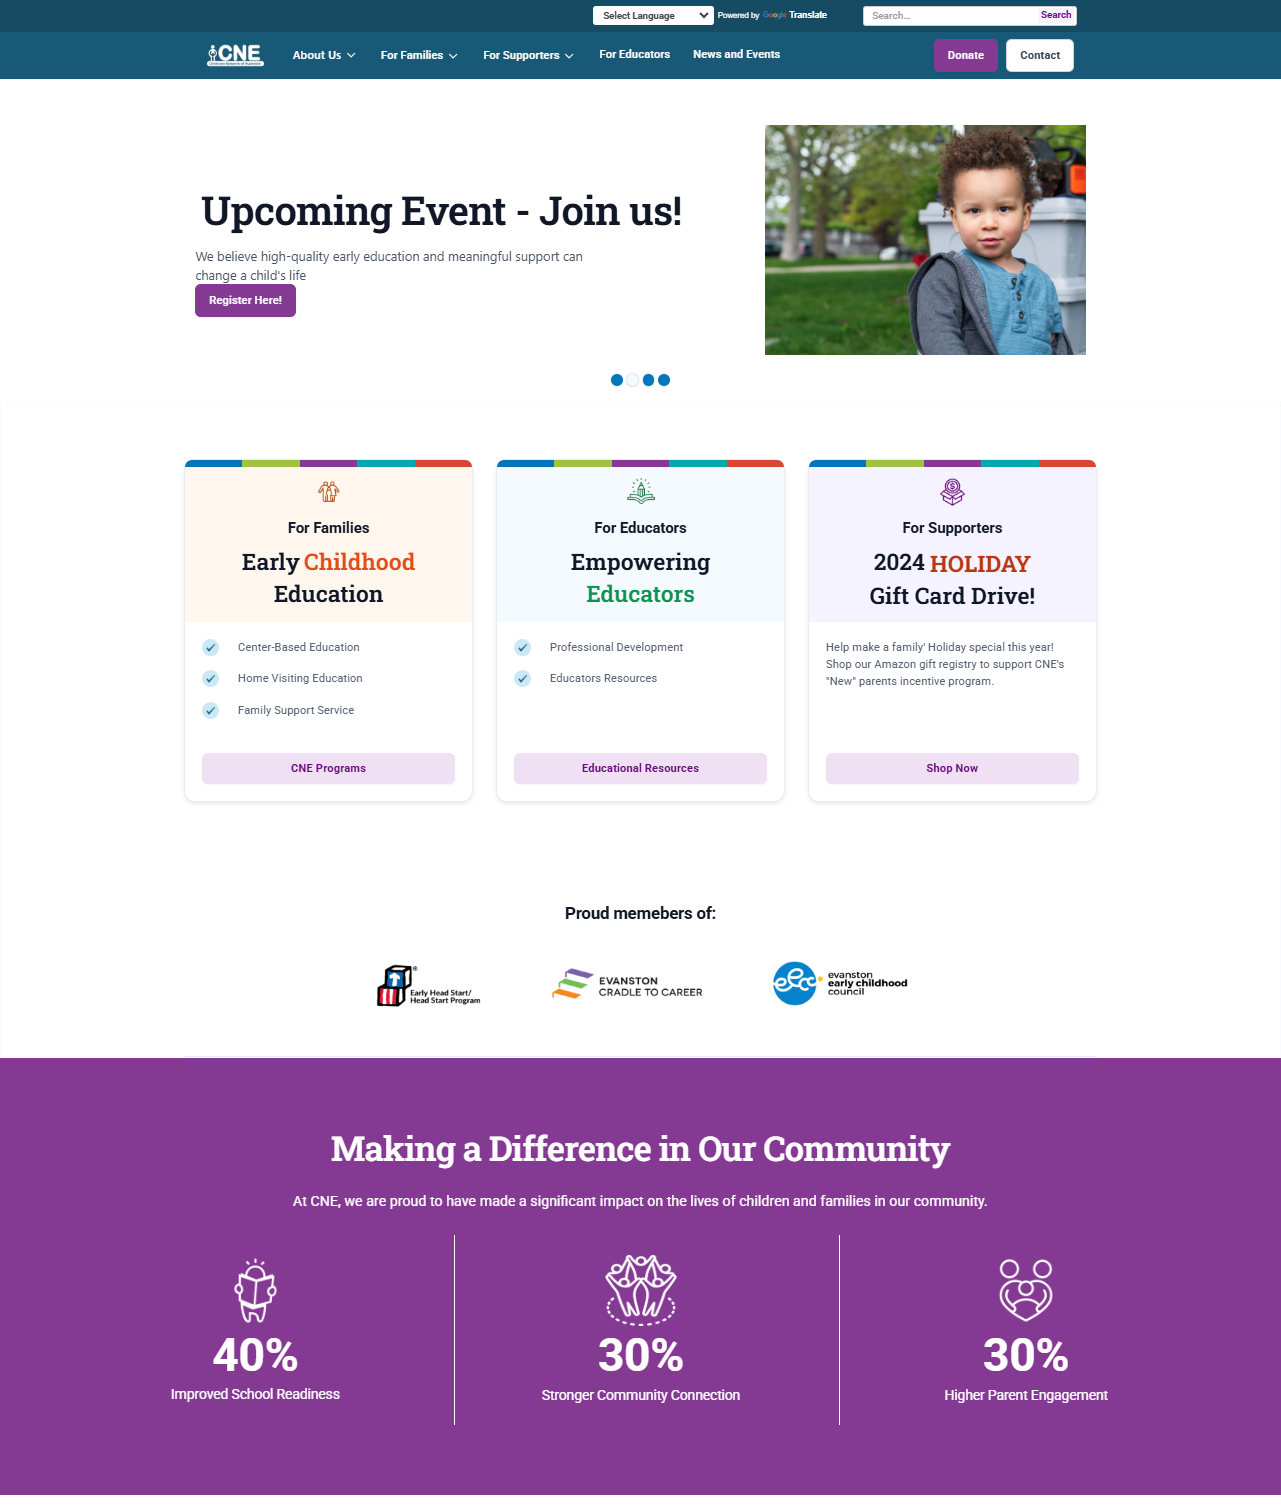 Select Language
Powered by Google Translate
Search...
Search
CNE
About Us
For Families
For Supporters
For Educators
News and Events
Donate
Contact
Upcoming Event - Join us!
We believe high-quality early education and meaningful support can
change a child's life
Register Here!
For Families
Early Childhood
Education
Center-Based Education
Home Visiting Education
Family Support Service
CNE Programs
For Educators
Empowering
Educators
Professional Development
Educators Resources
Educational Resources
For Supporters
2024 HOLIDAY
Gift Card Drive!
Help make a family' Holiday special this year!
Shop our Amazon gift registry to support CNE's
"New" parents incentive program.
Shop Now
Proud memebers of:
Early Head Start/
Head Start Program
EVANSTON
CRADLE TO CAREER
eecc
evanston
early childhood
council
Making a Difference in Our Community
At CNE, we are proud to have made a significant impact on the lives of children and families in our community.
40%
Improved School Readiness
30%
Stronger Community Connection
30%
Higher Parent Engagement